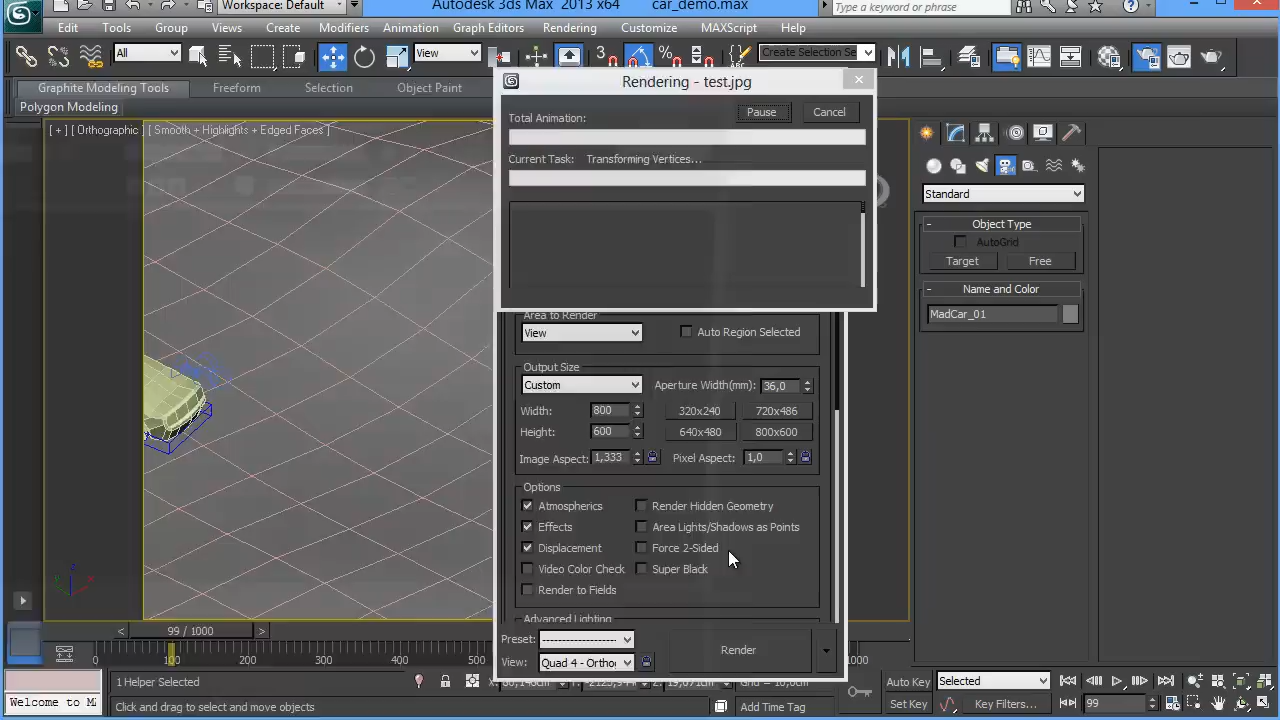 Workspace: Default
Autodesk 3ds Max 2013 x64 car_demo.max
Type a keyword or phrase
Edit Tools Group Views Create Modifiers Animation Graph Editors Rendering Customize MAXScript Help
All View 3 Create Selection Se
Graphite Modeling Tools Freeform Selection Object Paint
Polygon Modeling
[ + ] [ Orthographic ] [ Smooth + Highlights + Edged Faces ]
Rendering - test.jpg
Pause Cancel
Total Animation:
Current Task: Transforming Vertices...
Area to Render
View Auto Region Selected
Output Size
Custom Aperture Width(mm): 36,0
Width: 800 320x240 720x486
Height: 600 640x480 800x600
Image Aspect: 1,333 Pixel Aspect: 1,0
Options
Atmospherics Render Hidden Geometry
Effects Area Lights/Shadows as Points
Displacement Force 2-Sided
Video Color Check Super Black
Render to Fields
Advanced Lighting
Preset: --------------------
View: Quad 4 - Ortho
Render
Standard
- Object Type
AutoGrid
Target Free
- Name and Color
MadCar_01
z
y x
< 99 / 1000 >
0 100 200 300 400 500 1000
1 Helper Selected
Welcome to M
Click and drag to select and move objects
Add Time Tag
Auto Key Selected
Set Key Key Filters... 99